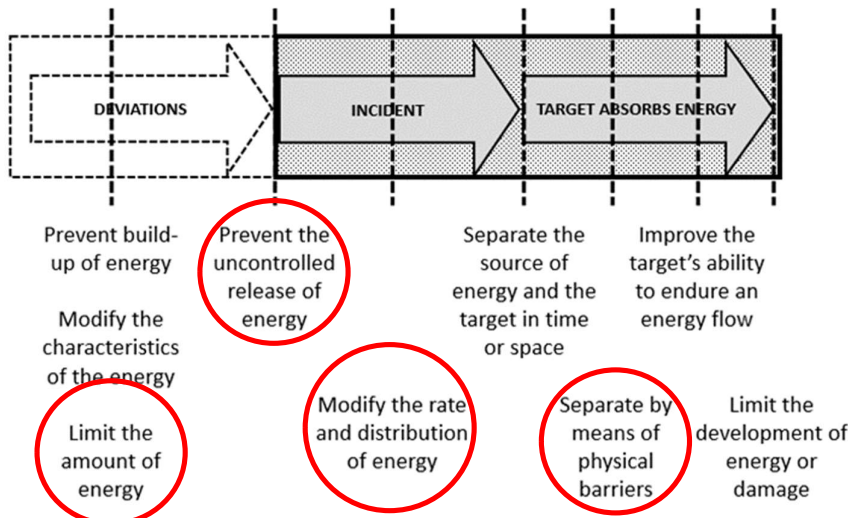 DEVIATIONS
INCIDENT
TARGET ABSORBS ENERGY
Prevent build-
up of energy
Modify the
characteristics
of the energy
Limit the
amount of
energy
Prevent the
uncontrolled
release of
energy
Modify the rate
and distribution
of energy
Separate the
source of
energy and the
target in time
or space
Separate by
means of
physical
barriers
Improve the
target's ability
to endure an
energy flow
Limit the
development of
energy or
damage